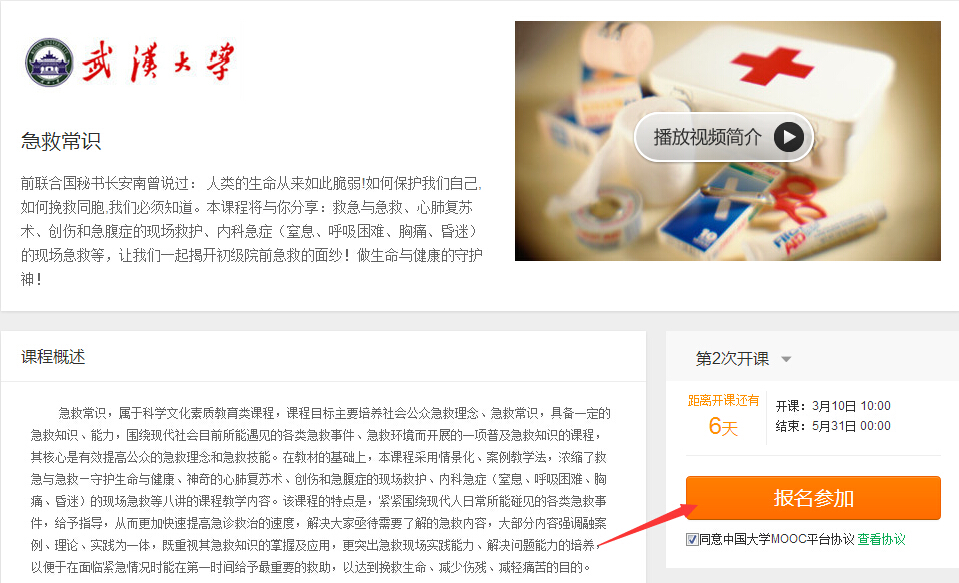 武漢大學
播放视频简介
急救常识
前联合国秘书长安南曾说过： 人类的生命从来如此脆弱!如何保护我们自己,
如何挽救同胞,我们必须知道。本课程将与你分享：救急与急救、心肺复苏
术、创伤和急腹症的现场救护、内科急症（窒息、呼吸困难、胸痛、昏迷）
的现场急救等，让我们一起揭开初级院前急救的面纱！做生命与健康的守护
神！
课程概述
急救常识，属于科学文化素质教育类课程，课程目标主要培养社会公众急救理念、急救常识，具备一定的
急救知识、能力，围绕现代社会目前所能遇见的各类急救事件、急救环境而开展的一项普及急救知识的课程，
其核心是有效提高公众的急救理念和急救技能。在教材的基础上，本课程采用情景化、案例教学法，浓缩了救
急与急救－守护生命与健康、神奇的心肺复苏术、创伤和急腹症的现场救护、内科急症（窒息、呼吸困难、胸
痛、昏迷）的现场急救等八讲的课程教学内容。该课程的特点是，紧紧围绕现代人日常所能碰见的各类急救事
件，给予指导，从而更加快速提高急诊救治的速度，解决大家亟待需要了解的急救内容，大部分内容强调融案
例、理论、实践为一体，既重视其急救知识的掌握及应用，更突出急救现场实践能力、解决问题能力的培养，
以便于在面临紧急情况时能在第一时间给予最重要的救助，以达到挽救生命、减少伤残、减轻痛苦的目的。
第2次开课
距离开课还有
6天
开课：3月10日 10:00
结束：5月31日 00:00
报名参加
同意中国大学MOOC平台协议 查看协议